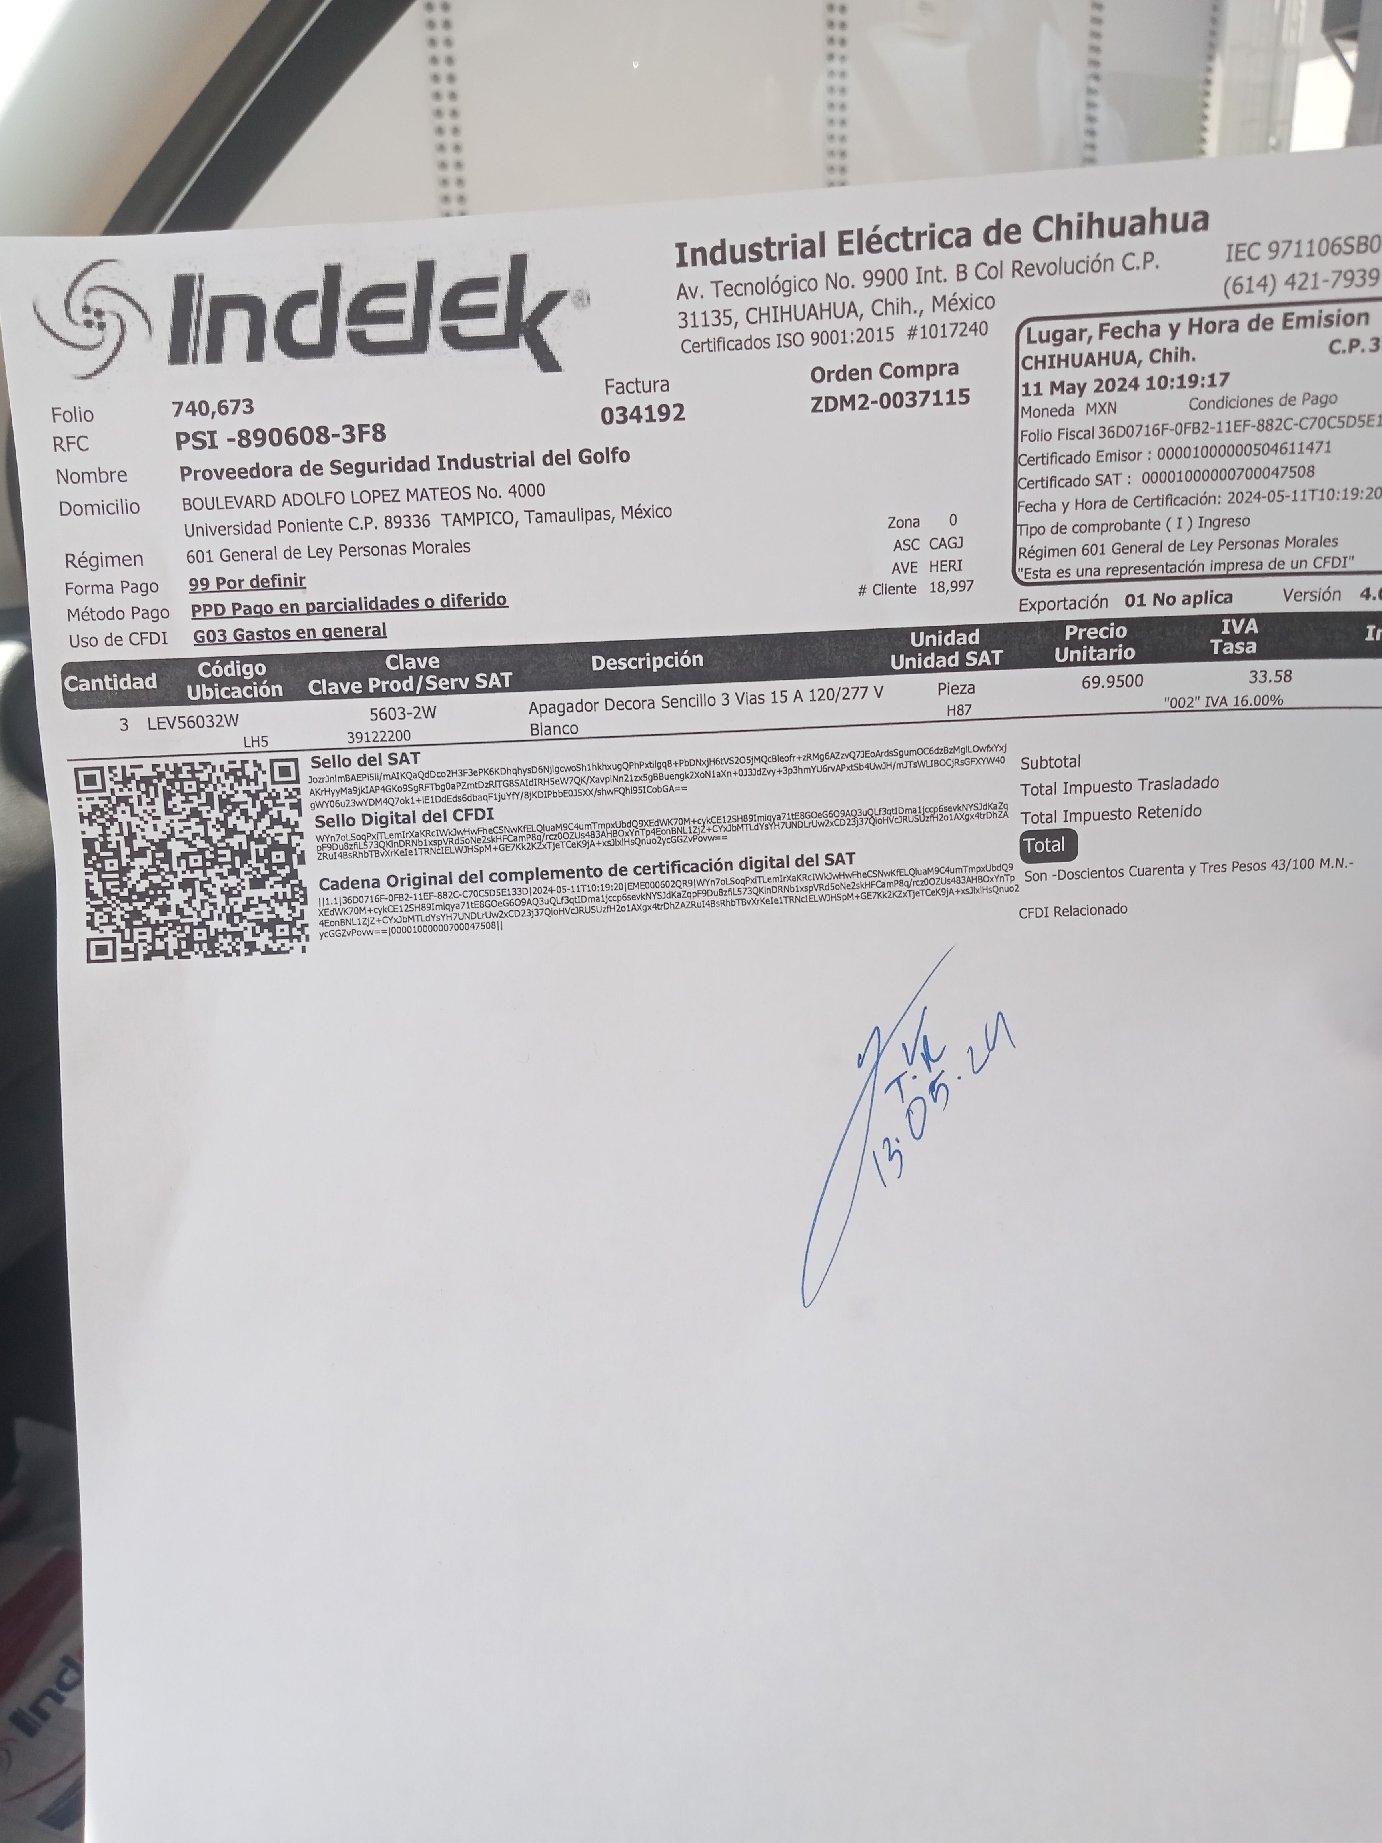 IndElEk®
Industrial Eléctrica de Chihuahua
Av. Tecnológico No. 9900 Int. B Col Revolución C.P.
31135, CHIHUAHUA, Chih., México
Certificados ISO 9001:2015 #1017240
IEC 971106SB0
(614) 421-7939
Folio 740,673
RFC PSI -890608-3F8
Factura
034192
Orden Compra
ZDM2-0037115
Nombre Proveedora de Seguridad Industrial del Golfo
Domicilio BOULEVARD ADOLFO LOPEZ MATEOS No. 4000
Universidad Poniente C.P. 89336 TAMPICO, Tamaulipas, México
Régimen 601 General de Ley Personas Morales
Forma Pago 99 Por definir
Método Pago PPD Pago en parcialidades o diferido
Uso de CFDI G03 Gastos en general
Zona 0
ASC CAGJ
AVE HERI
# Cliente 18,997
Lugar, Fecha y Hora de Emision
CHIHUAHUA, Chih. C.P.3
11 May 2024 10:19:17
Moneda MXN Condiciones de Pago
Folio Fiscal 36D0716F-0FB2-11EF-882C-C70C5D5E1
Certificado Emisor : 00001000000504611471
Certificado SAT : 00001000000700047508
Fecha y Hora de Certificación: 2024-05-11T10:19:20
Tipo de comprobante ( I ) Ingreso
Régimen 601 General de Ley Personas Morales
"Esta es una representación impresa de un CFDI"
Exportación 01 No aplica Versión 4.0
Cantidad Código Ubicación Clave Clave Prod/Serv SAT Descripción Unidad Unidad SAT Precio Unitario IVA Tasa
3 LEV56032W 5603-2W Apagador Decora Sencillo 3 Vias 15 A 120/277 V Pieza 69.9500 33.58
LH5 39122200 Blanco H87 "002" IVA 16.00%
Sello del SAT
Sello Digital del CFDI
Cadena Original del complemento de certificación digital del SAT
Subtotal
Total Impuesto Trasladado
Total Impuesto Retenido
Total
Son -Doscientos Cuarenta y Tres Pesos 43/100 M.N.-
CFDI Relacionado
13.05.24
Ind